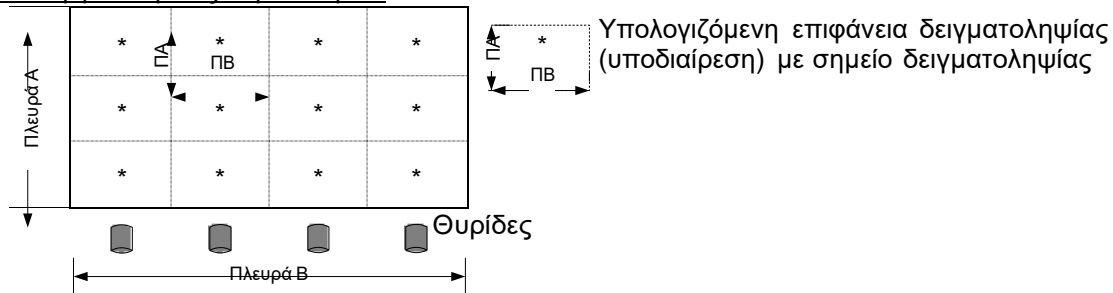 * * * *
ΠΑ
ΠΒ
Πλευρά Α
* * * *
* * * *
Θυρίδες
Πλευρά Β
*
ΠΑ
ΠΒ
Υπολογιζόμενη επιφάνεια δειγματοληψίας
(υποδιαίρεση) με σημείο δειγματοληψίας